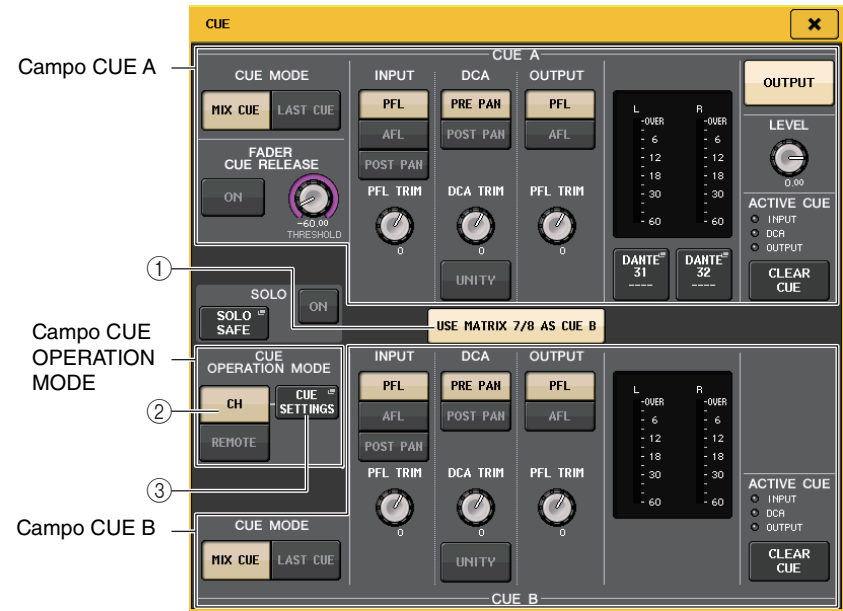 CUE
Campo CUE A
CUE A
CUE MODE
MIX CUE
LAST CUE
FADER
CUE RELEASE
ON
-60.00
THRESHOLD
INPUT
PFL
AFL
POST PAN
PFL TRIM
0
DCA
PRE PAN
POST PAN
DCA TRIM
0
UNITY
OUTPUT
PFL
AFL
PFL TRIM
0
L
R
-OVER
-OVER
- 6
- 6
- 12
- 12
- 18
- 18
- 30
- 30
- 60
- 60
DANTE
31
----
DANTE
32
----
OUTPUT
LEVEL
0.00
ACTIVE CUE
INPUT
DCA
OUTPUT
CLEAR
CUE
1
SOLO
SOLO
SAFE
ON
USE MATRIX 7/8 AS CUE B
Campo CUE
OPERATION
MODE
CUE
OPERATION MODE
2
CH
CUE
SETTINGS
REMOTE
3
Campo CUE B
CUE MODE
MIX CUE
LAST CUE
INPUT
PFL
AFL
POST PAN
PFL TRIM
0
DCA
PRE PAN
POST PAN
DCA TRIM
0
UNITY
OUTPUT
PFL
AFL
PFL TRIM
0
L
R
-OVER
-OVER
- 6
- 6
- 12
- 12
- 18
- 18
- 30
- 30
- 60
- 60
ACTIVE CUE
INPUT
DCA
OUTPUT
CLEAR
CUE
CUE B